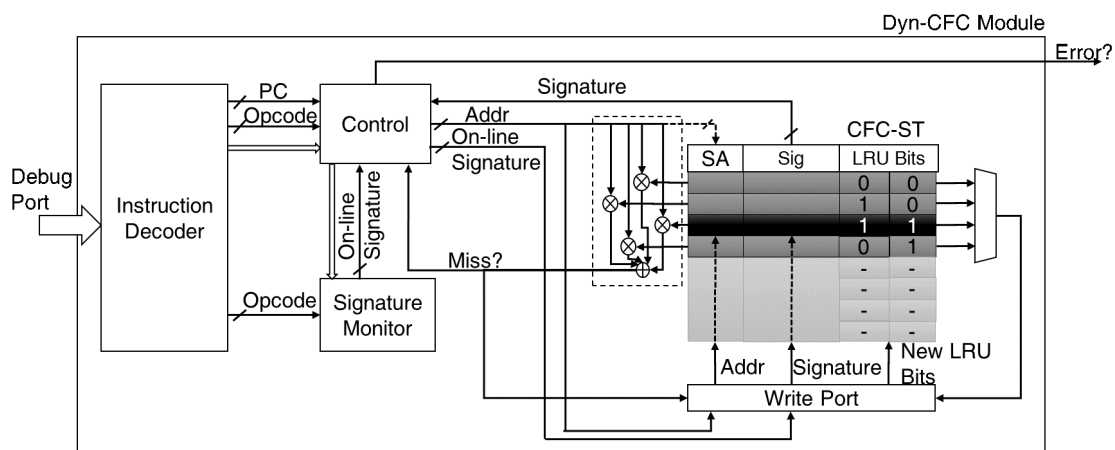 Dyn-CFC Module
Error?
PC
Opcode
Control
Signature
Addr
On-line
Signature
CFC-ST
SA Sig LRU Bits
Debug
Port
Instruction
Decoder
On-line
Signature
0 0
1 0
1 1
0 1
- -
- -
- -
- -
Miss?
Opcode
Signature
Monitor
Addr
Signature
New LRU
Bits
Write Port